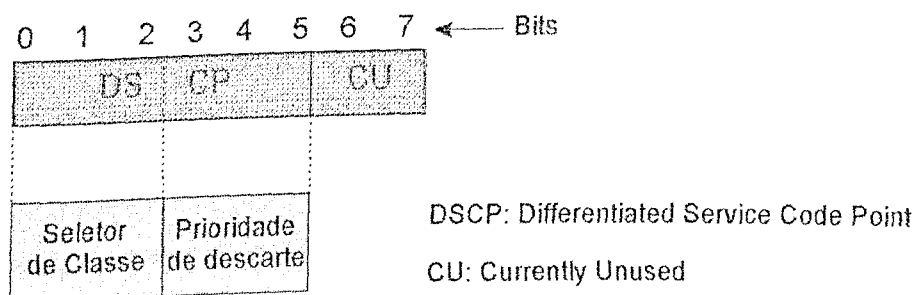 0 1 2 3 4 5 6 7 Bits
DS CP CU
Seletor
de Classe
Prioridade
de descarte
DSCP: Differentiated Service Code Point
CU: Currently Unused